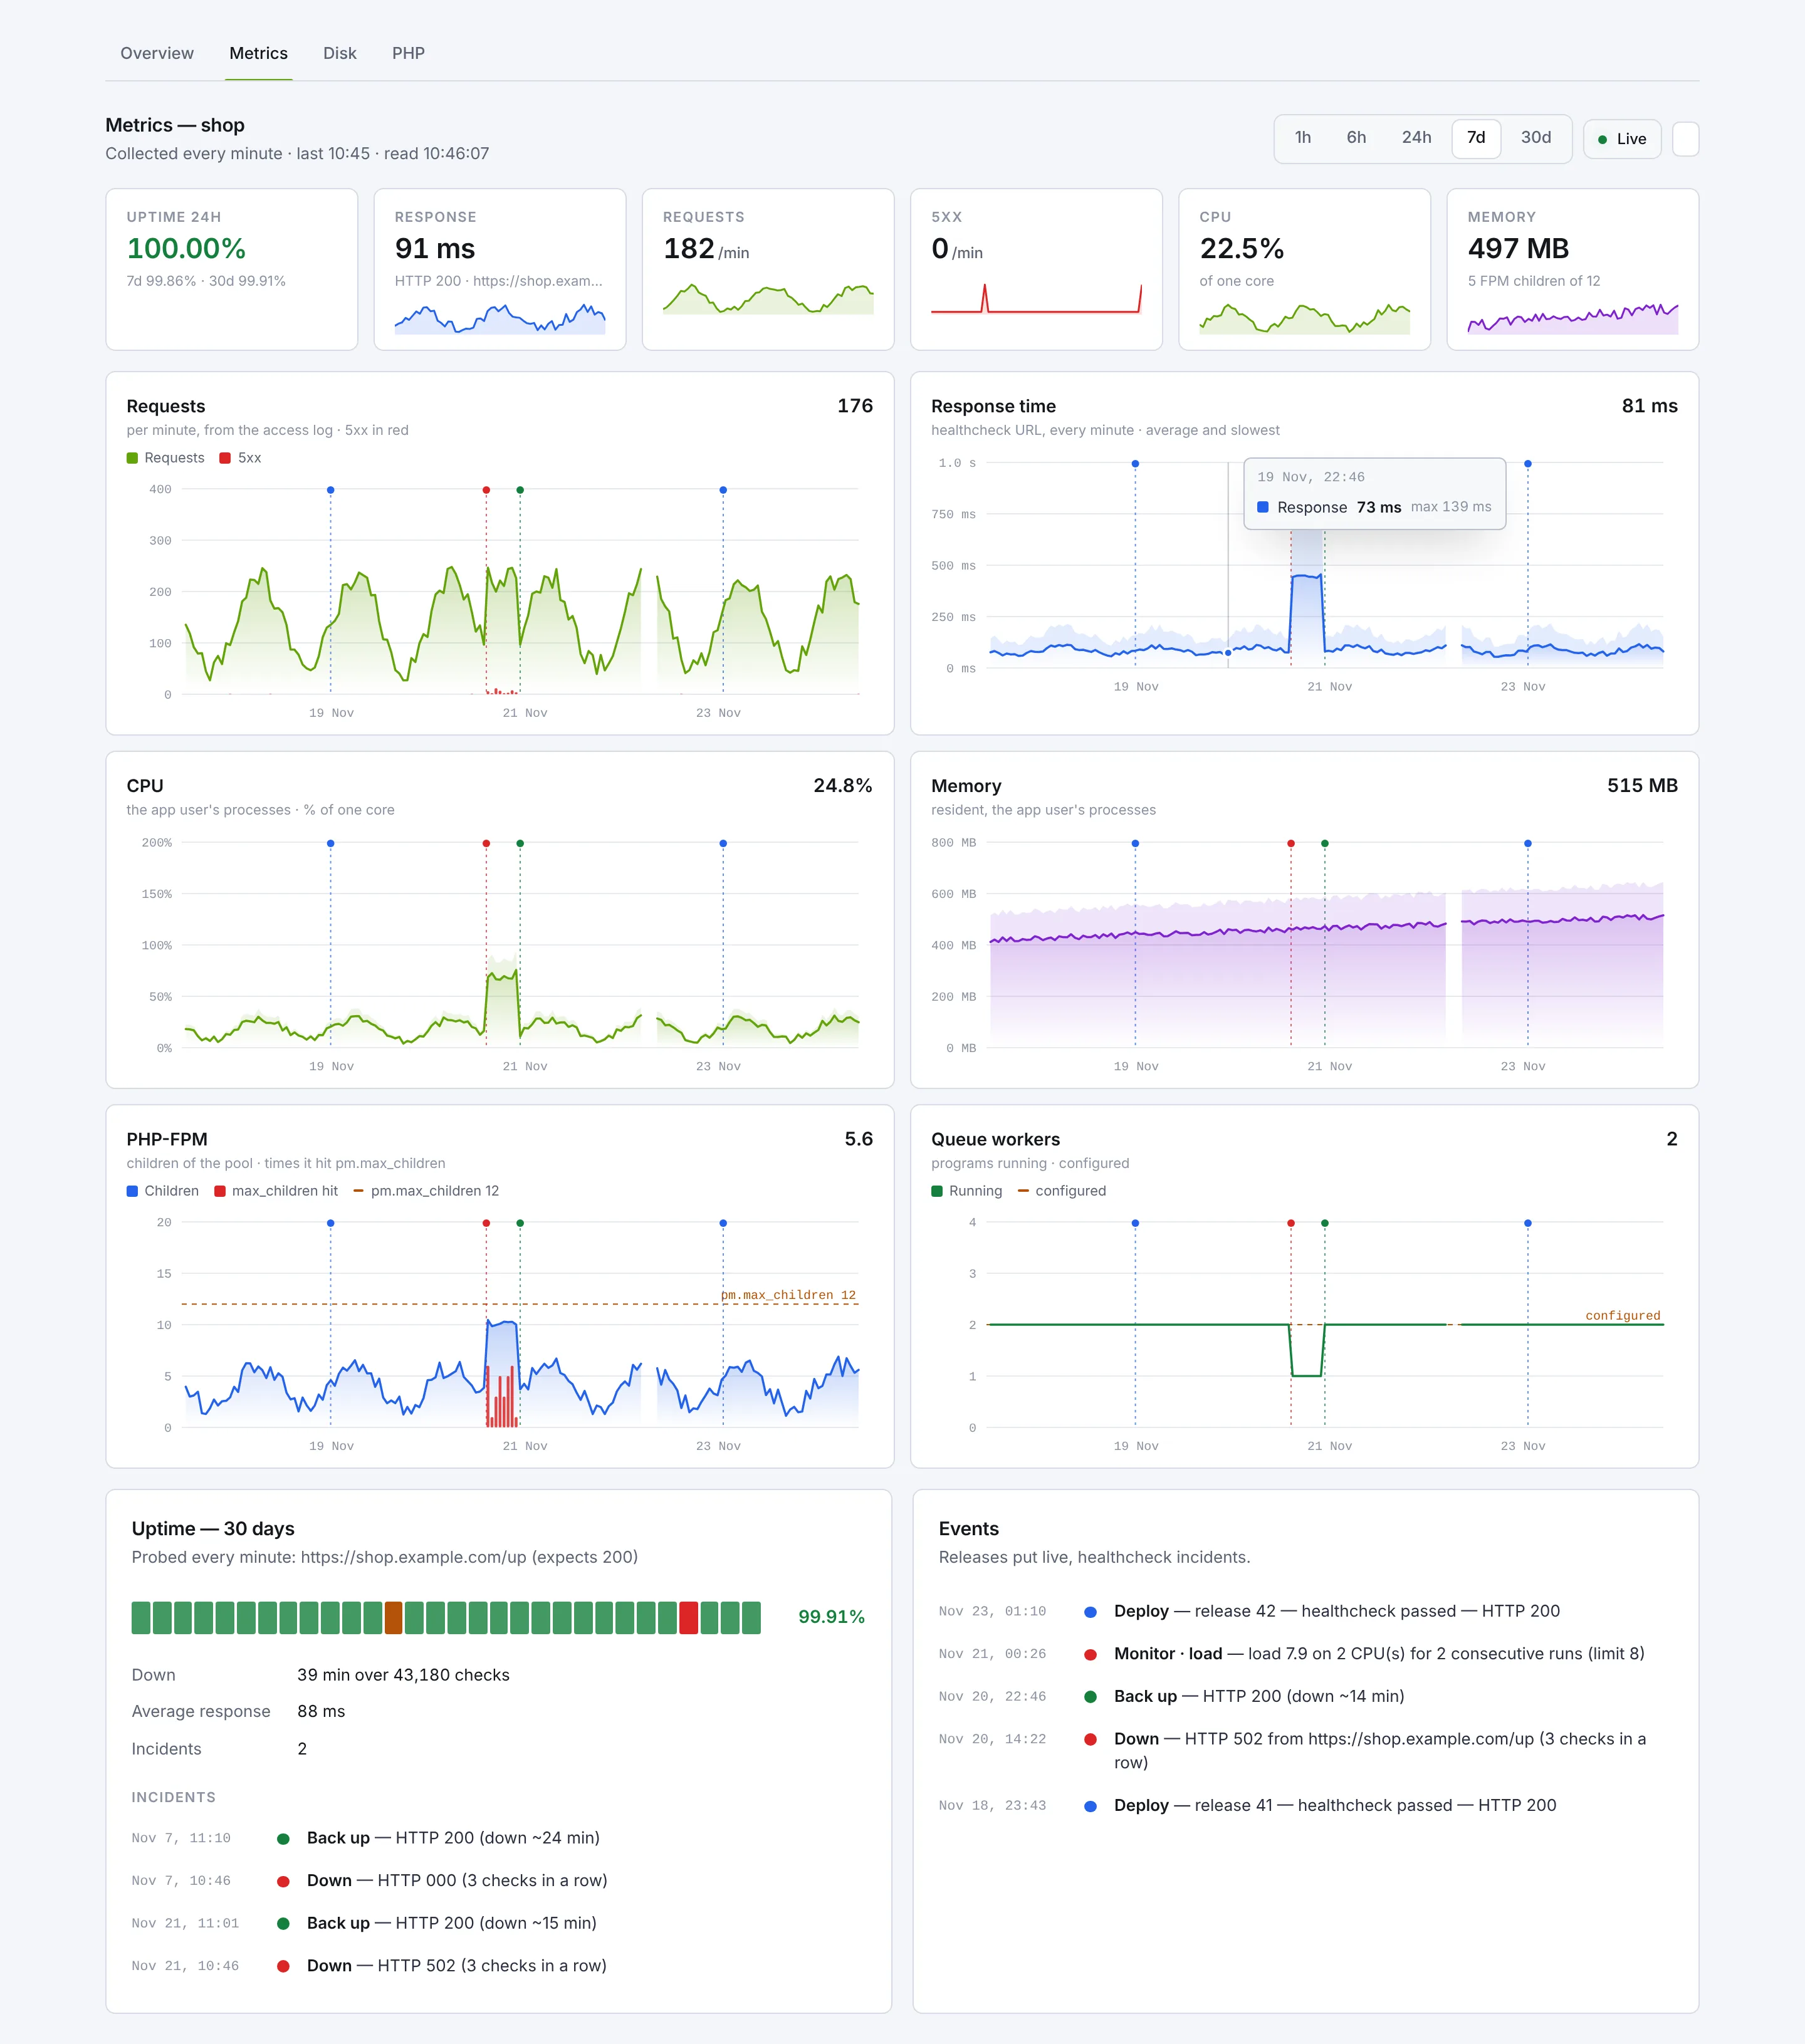 Overview Metrics Disk PHP
Metrics — shop
Collected every minute · last 10:45 · read 10:46:07
1h 6h 24h 7d 30d Live
UPTIME 24H
100.00%
7d 99.86% · 30d 99.91%
RESPONSE
91 ms
HTTP 200 · https://shop.exam...
REQUESTS
182 /min
5XX
0 /min
CPU
22.5%
of one core
MEMORY
497 MB
5 FPM children of 12
Requests 176
per minute, from the access log · 5xx in red
Requests 5xx
400
300
200
100
0
19 Nov 21 Nov 23 Nov
Response time 81 ms
healthcheck URL, every minute · average and slowest
1.0 s
750 ms
500 ms
250 ms
0 ms
19 Nov, 22:46
Response 73 ms max 139 ms
19 Nov 21 Nov 23 Nov
CPU 24.8%
the app user's processes · % of one core
200%
150%
100%
50%
0%
19 Nov 21 Nov 23 Nov
Memory 515 MB
resident, the app user's processes
800 MB
600 MB
400 MB
200 MB
0 MB
19 Nov 21 Nov 23 Nov
PHP-FPM 5.6
children of the pool · times it hit pm.max_children
Children max_children hit pm.max_children 12
20
15
pm.max_children 12
10
5
0
19 Nov 21 Nov 23 Nov
Queue workers 2
programs running · configured
Running configured
4
3
configured
2
1
0
19 Nov 21 Nov 23 Nov
Uptime — 30 days
Probed every minute: https://shop.example.com/up (expects 200)
99.91%
Down 39 min over 43,180 checks
Average response 88 ms
Incidents 2
INCIDENTS
Nov 7, 11:10 Back up — HTTP 200 (down ~24 min)
Nov 7, 10:46 Down — HTTP 000 (3 checks in a row)
Nov 21, 11:01 Back up — HTTP 200 (down ~15 min)
Nov 21, 10:46 Down — HTTP 502 (3 checks in a row)
Events
Releases put live, healthcheck incidents.
Nov 23, 01:10 Deploy — release 42 — healthcheck passed — HTTP 200
Nov 21, 00:26 Monitor · load — load 7.9 on 2 CPU(s) for 2 consecutive runs (limit 8)
Nov 20, 22:46 Back up — HTTP 200 (down ~14 min)
Nov 20, 14:22 Down — HTTP 502 from https://shop.example.com/up (3 checks in a
row)
Nov 18, 23:43 Deploy — release 41 — healthcheck passed — HTTP 200